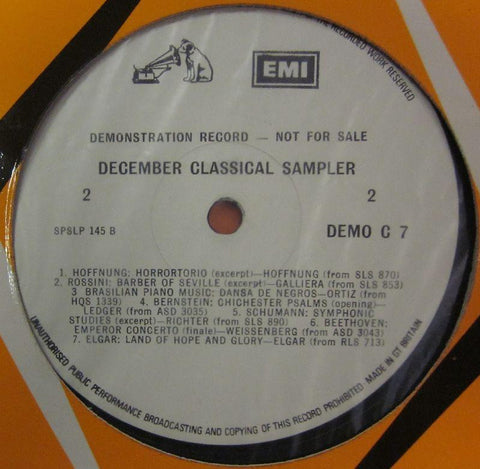 EMI
DEMONSTRATION RECORD — NOT FOR SALE
DECEMBER CLASSICAL SAMPLER
2 2
SPSLP 145 B DEMO C 7
1. HOFFNUNG: HORRORTORIO (excerpt)—HOFFNUNG (from SLS 870)
2. ROSSINI: BARBER OF SEVILLE (excerpt)—GALLIERA (from SLS 853)
3 BRASILIAN PIANO MUSIC: DANSA DE NEGROS—ORTIZ (from
HQS 1339) 4. BERNSTEIN: CHICHESTER PSALMS (opening)—
LEDGER (from ASD 3035) 5. SCHUMANN: SYMPHONIC
STUDIES (excerpt)—RICHTER (from SLS 890) 6. BEETHOVEN:
EMPEROR CONCERTO (finale)—WEISSENBERG (from ASD 3043)
7. ELGAR: LAND OF HOPE AND GLORY—ELGAR (from RLS 713)
THE RECORDED WORK RESERVED
UNAUTHORISED PUBLIC PERFORMANCE BROADCASTING AND COPYING OF THIS RECORD PROHIBITED. MADE IN GT BRITAIN